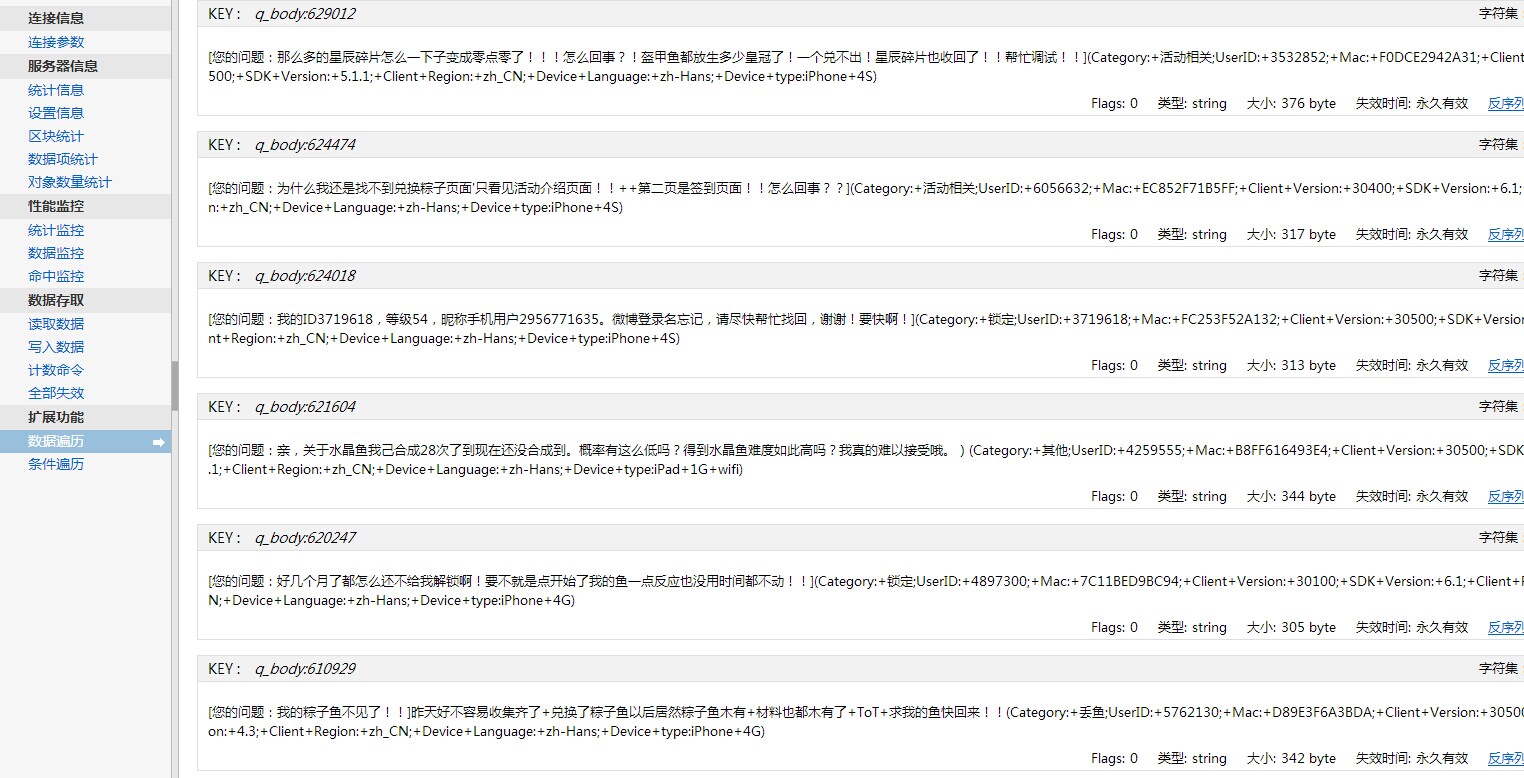 连接信息
连接参数
服务器信息
统计信息
设置信息
区块统计
数据项统计
对象数量统计
性能监控
统计监控
数据监控
命中监控
数据存取
读取数据
写入数据
计数命令
全部失效
扩展功能
数据遍历
条件遍历
KEY： q_body:629012 字符集
[您的问题：那么多的星辰碎片怎么一下子变成零点零了！！！怎么回事？！盔甲鱼都放生多少皇冠了！一个兑不出！星辰碎片也收回了！！帮忙调试！！](Category:+活动相关;UserID:+3532852;+Mac:+F0DCE2942A31;+Client
500;+SDK+Version:+5.1.1;+Client+Region:+zh_CN;+Device+Language:+zh-Hans;+Device+type:iPhone+4S)
Flags: 0 类型: string 大小: 376 byte 失效时间: 永久有效 反序列
KEY： q_body:624474 字符集
[您的问题：为什么我还是找不到兑换粽子页面'只看见活动介绍页面！！++第二页是签到页面！！怎么回事？？](Category:+活动相关;UserID:+6056632;+Mac:+EC852F71B5FF;+Client+Version:+30400;+SDK+Version:+6.1;
n:+zh_CN;+Device+Language:+zh-Hans;+Device+type:iPhone+4S)
Flags: 0 类型: string 大小: 317 byte 失效时间: 永久有效 反序列
KEY： q_body:624018 字符集
[您的问题：我的ID3719618，等级54，昵称手机用户2956771635。微博登录名忘记，请尽快帮忙找回，谢谢！要快啊！](Category:+锁定;UserID:+3719618;+Mac:+FC253F52A132;+Client+Version:+30500;+SDK+Versio
nt+Region:+zh_CN;+Device+Language:+zh-Hans;+Device+type:iPhone+4S)
Flags: 0 类型: string 大小: 313 byte 失效时间: 永久有效 反序列
KEY： q_body:621604 字符集
[您的问题：亲，关于水晶鱼我己合成28次了到现在还没合成到。概率有这么低吗？得到水晶鱼难度如此高吗？我真的难以接受哦。）(Category:+其他;UserID:+4259555;+Mac:+B8FF616493E4;+Client+Version:+30500;+SDK
.1;+Client+Region:+zh_CN;+Device+Language:+zh-Hans;+Device+type:iPad+1G+wifi)
Flags: 0 类型: string 大小: 344 byte 失效时间: 永久有效 反序列
KEY： q_body:620247 字符集
[您的问题：好几个月了都怎么还不给我解锁啊！要不就是点开始了我的鱼一点反应也没用时间都不动！！](Category:+锁定;UserID:+4897300;+Mac:+7C11BED9BC94;+Client+Version:+30100;+SDK+Version:+6.1;+Client+
N;+Device+Language:+zh-Hans;+Device+type:iPhone+4G)
Flags: 0 类型: string 大小: 305 byte 失效时间: 永久有效 反序列
KEY： q_body:610929 字符集
[您的问题：我的粽子鱼不见了！！]昨天好不容易收集齐了+兑换了粽子鱼以后居然粽子鱼木有+材料也都木有了+ToT+求我的鱼快回来！！(Category:+丢鱼;UserID:+5762130;+Mac:+D89E3F6A3BDA;+Client+Version:+30500
on:+4.3;+Client+Region:+zh_CN;+Device+Language:+zh-Hans;+Device+type:iPhone+4G)
Flags: 0 类型: string 大小: 342 byte 失效时间: 永久有效 反序列